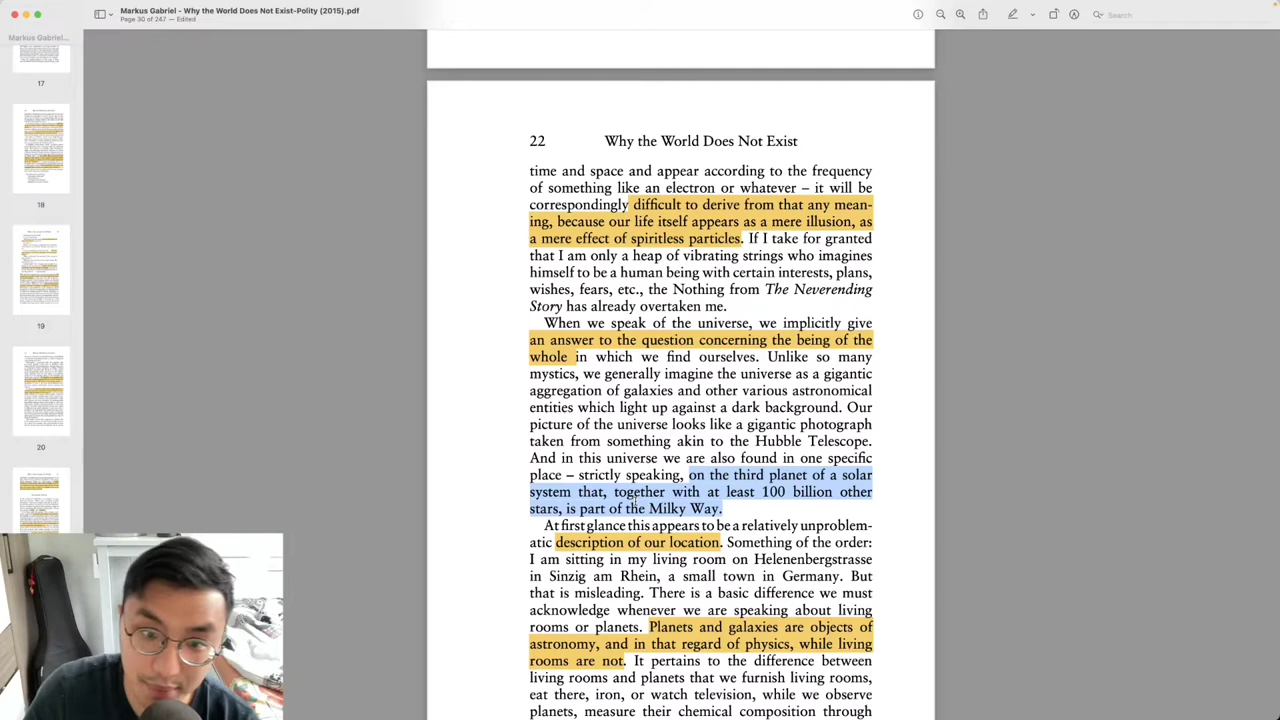 Markus Gabriel - Why the World Does Not Exist-Polity (2015).pdf
Page 30 of 247 — Edited
Search
Markus Gabriel...
17
18
19
20
22 Why the World Does Not Exist
time and space and appear according to the frequency
of something like an electron or whatever – it will be
correspondingly difficult to derive from that any mean-
ing, because our life itself appears as a mere illusion, as
a mere effect of spiritless particles. If I take for granted
that I am only a heap of vibrating strings who imagines
himself to be a human being with certain interests, plans,
wishes, fears, etc., the Nothing from The Neverending
Story has already overtaken me.
When we speak of the universe, we implicitly give
an answer to the question concerning the being of the
whole in which we find ourselves. Unlike so many
mystics, we generally imagine the universe as a gigantic
aggregation of galaxies and other various astronomical
entities which light up against a dark background. Our
picture of the universe looks like a gigantic photograph
taken from something akin to the Hubble Telescope.
And in this universe we are also found in one specific
place – strictly speaking, on the third planet of a solar
system that, together with at least 100 billion other
stars, is part of the Milky Way.
At first glance this appears to be a relatively unproblem-
atic description of our location. Something of the order:
I am sitting in my living room on Helenenbergstrasse
in Sinzig am Rhein, a small town in Germany. But
that is misleading. There is a basic difference we must
acknowledge whenever we are speaking about living
rooms or planets. Planets and galaxies are objects of
astronomy, and in that regard of physics, while living
rooms are not. It pertains to the difference between
living rooms and planets that we furnish living rooms,
eat there, iron, or watch television, while we observe
planets, measure their chemical composition through